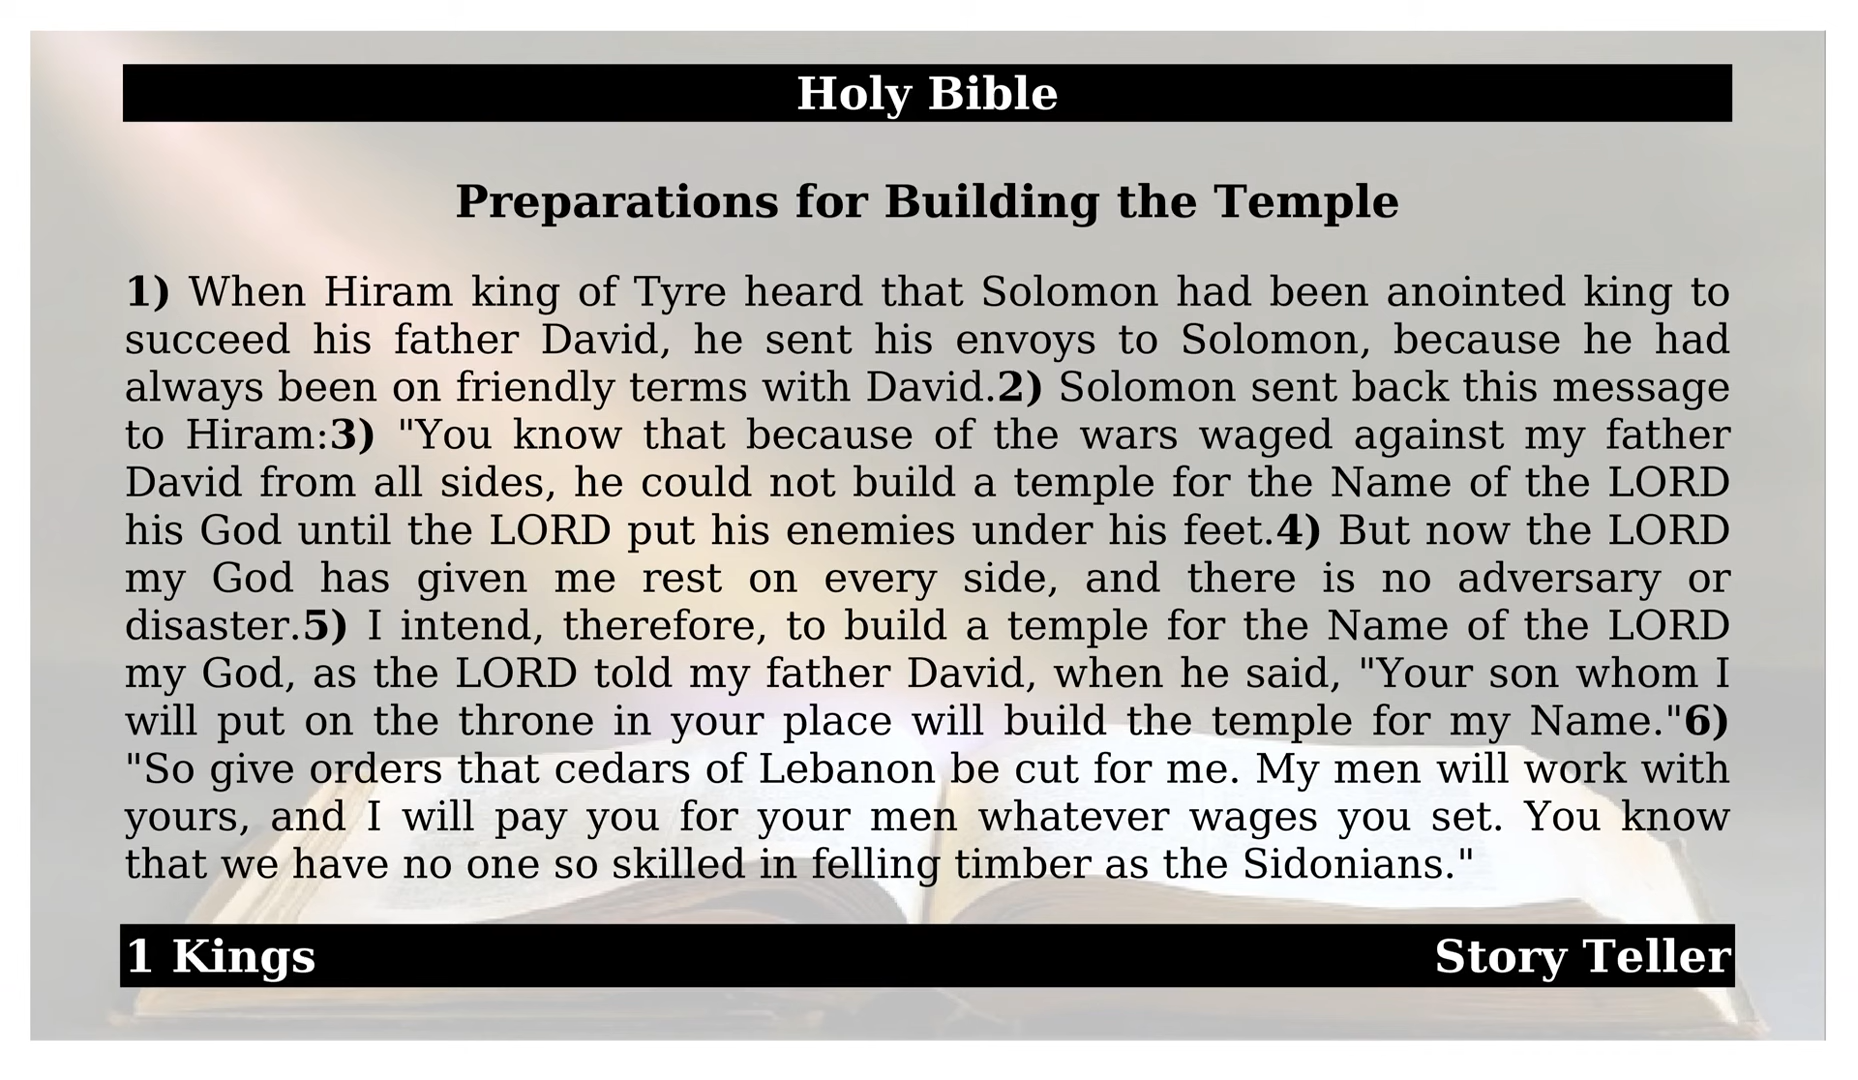 Holy Bible
Preparations for Building the Temple
1) When Hiram king of Tyre heard that Solomon had been anointed king to
succeed his father David, he sent his envoys to Solomon, because he had
always been on friendly terms with David.2) Solomon sent back this message
to Hiram:3) "You know that because of the wars waged against my father
David from all sides, he could not build a temple for the Name of the LORD
his God until the LORD put his enemies under his feet.4) But now the LORD
my God has given me rest on every side, and there is no adversary or
disaster.5) I intend, therefore, to build a temple for the Name of the LORD
my God, as the LORD told my father David, when he said, "Your son whom I
will put on the throne in your place will build the temple for my Name."6)
"So give orders that cedars of Lebanon be cut for me. My men will work with
yours, and I will pay you for your men whatever wages you set. You know
that we have no one so skilled in felling timber as the Sidonians."
1 Kings
Story Teller